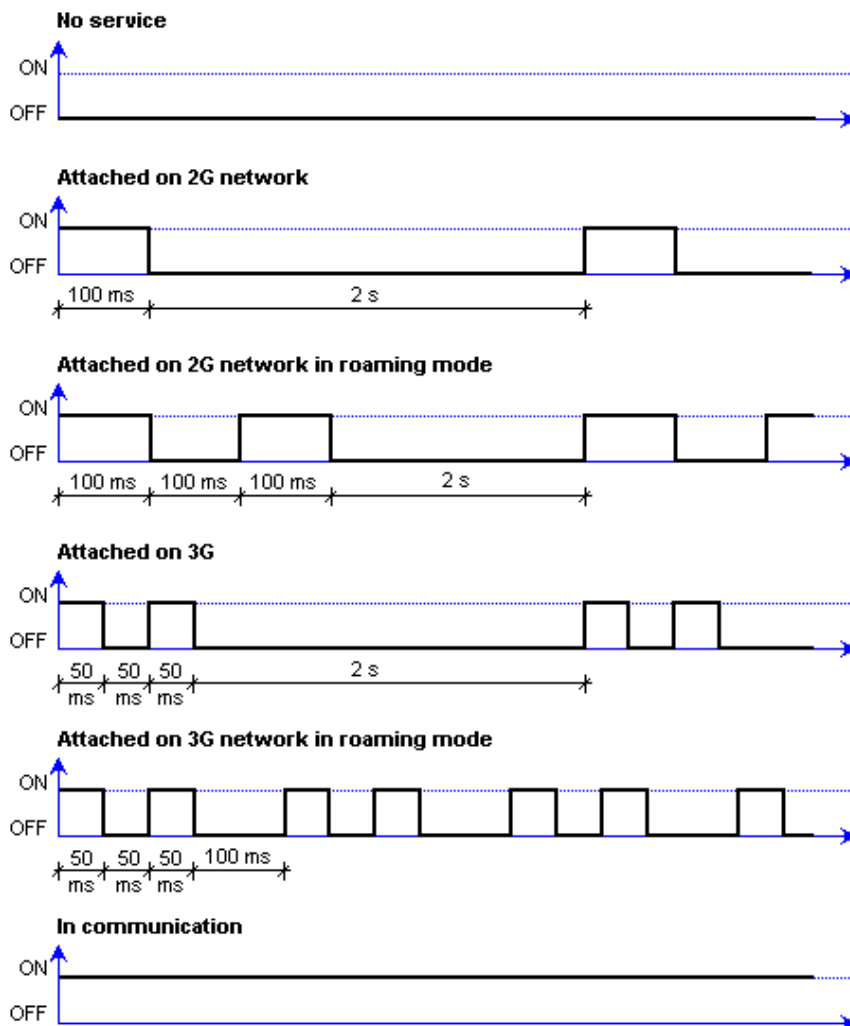 No service
ON
OFF
Attached on 2G network
ON
OFF
100 ms 2 s
Attached on 2G network in roaming mode
ON
OFF
100 ms 100 ms 100 ms 2 s
Attached on 3G
ON
OFF
50 50 50 2 s
ms ms ms
Attached on 3G network in roaming mode
ON
OFF
50 50 50 100 ms
ms ms ms
In communication
ON
OFF